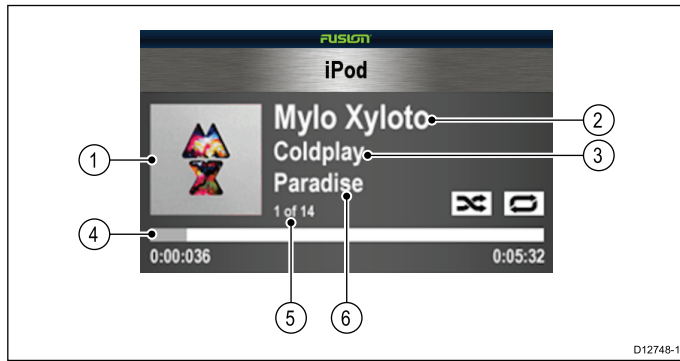 FUSION
iPod
Mylo Xyloto
Coldplay
Paradise
1 of 14
0:00:036 0:05:32
1
2
3
4
5
6
D12748-1